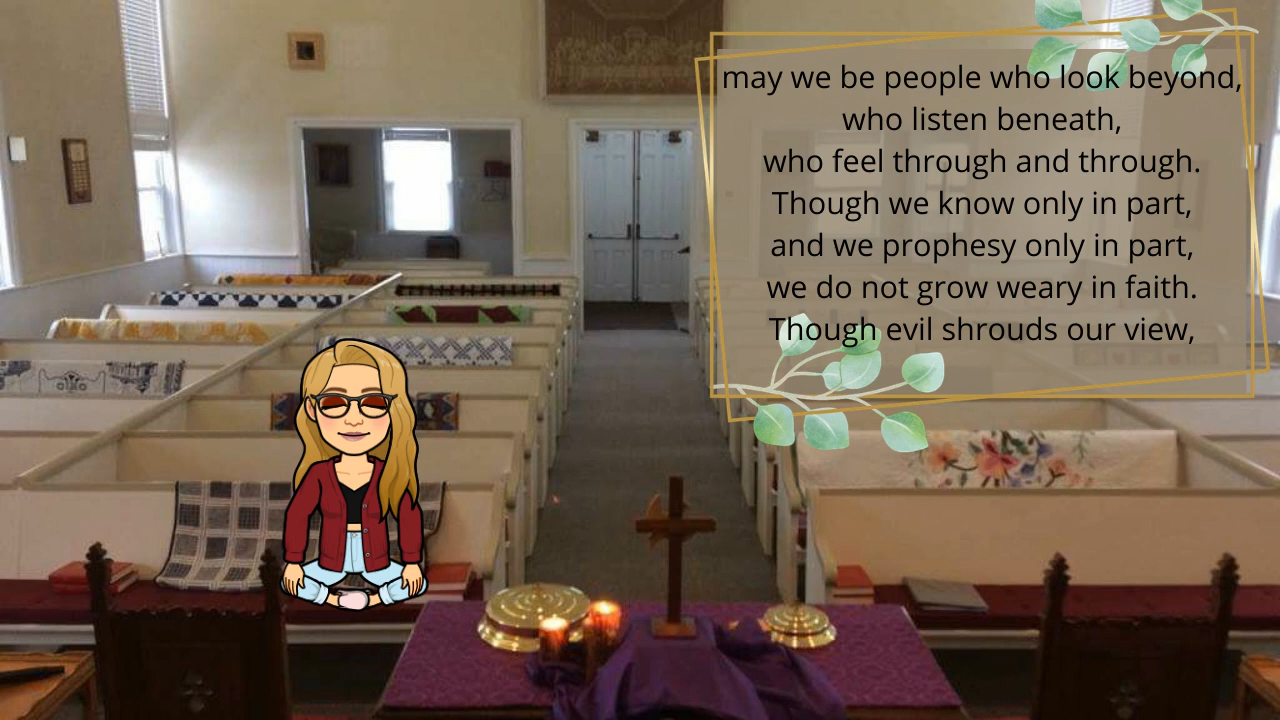 may we be people who look beyond,
who listen beneath,
who feel through and through.
Though we know only in part,
and we prophesy only in part,
we do not grow weary in faith.
Though evil shrouds our view,